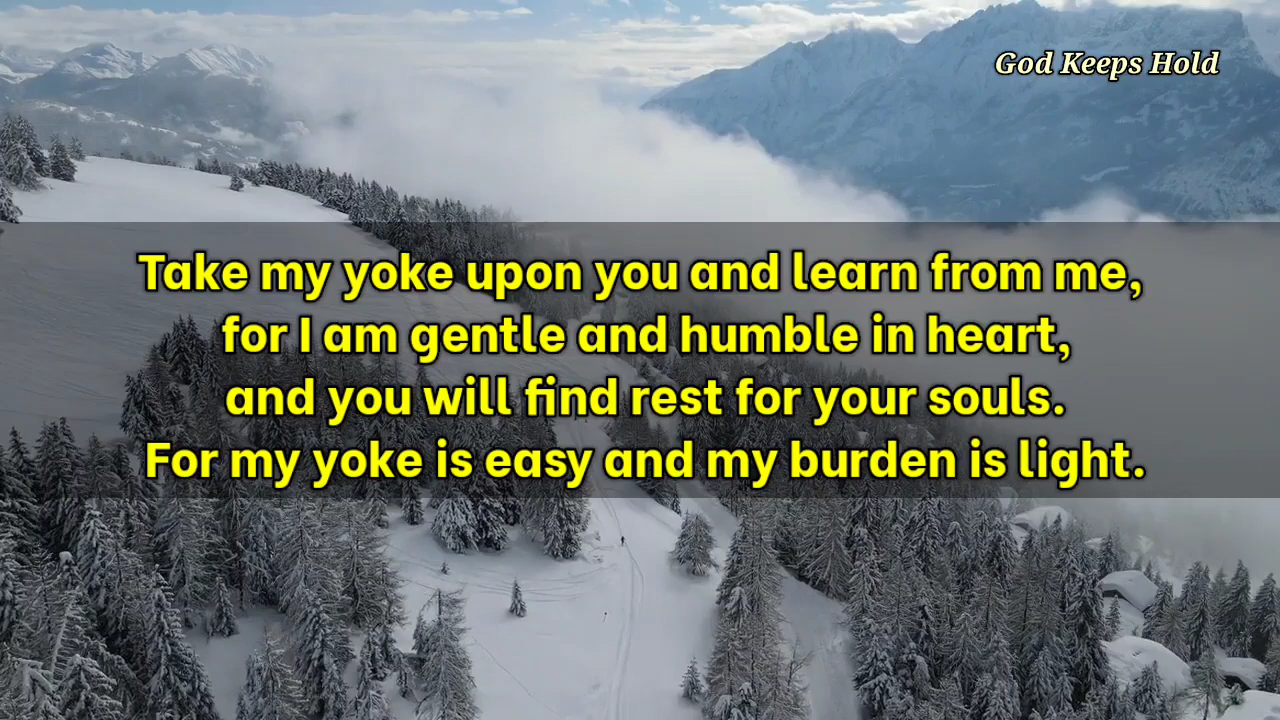 God Keeps Hold
Take my yoke upon you and learn from me,
for I am gentle and humble in heart,
and you will find rest for your souls.
For my yoke is easy and my burden is light.